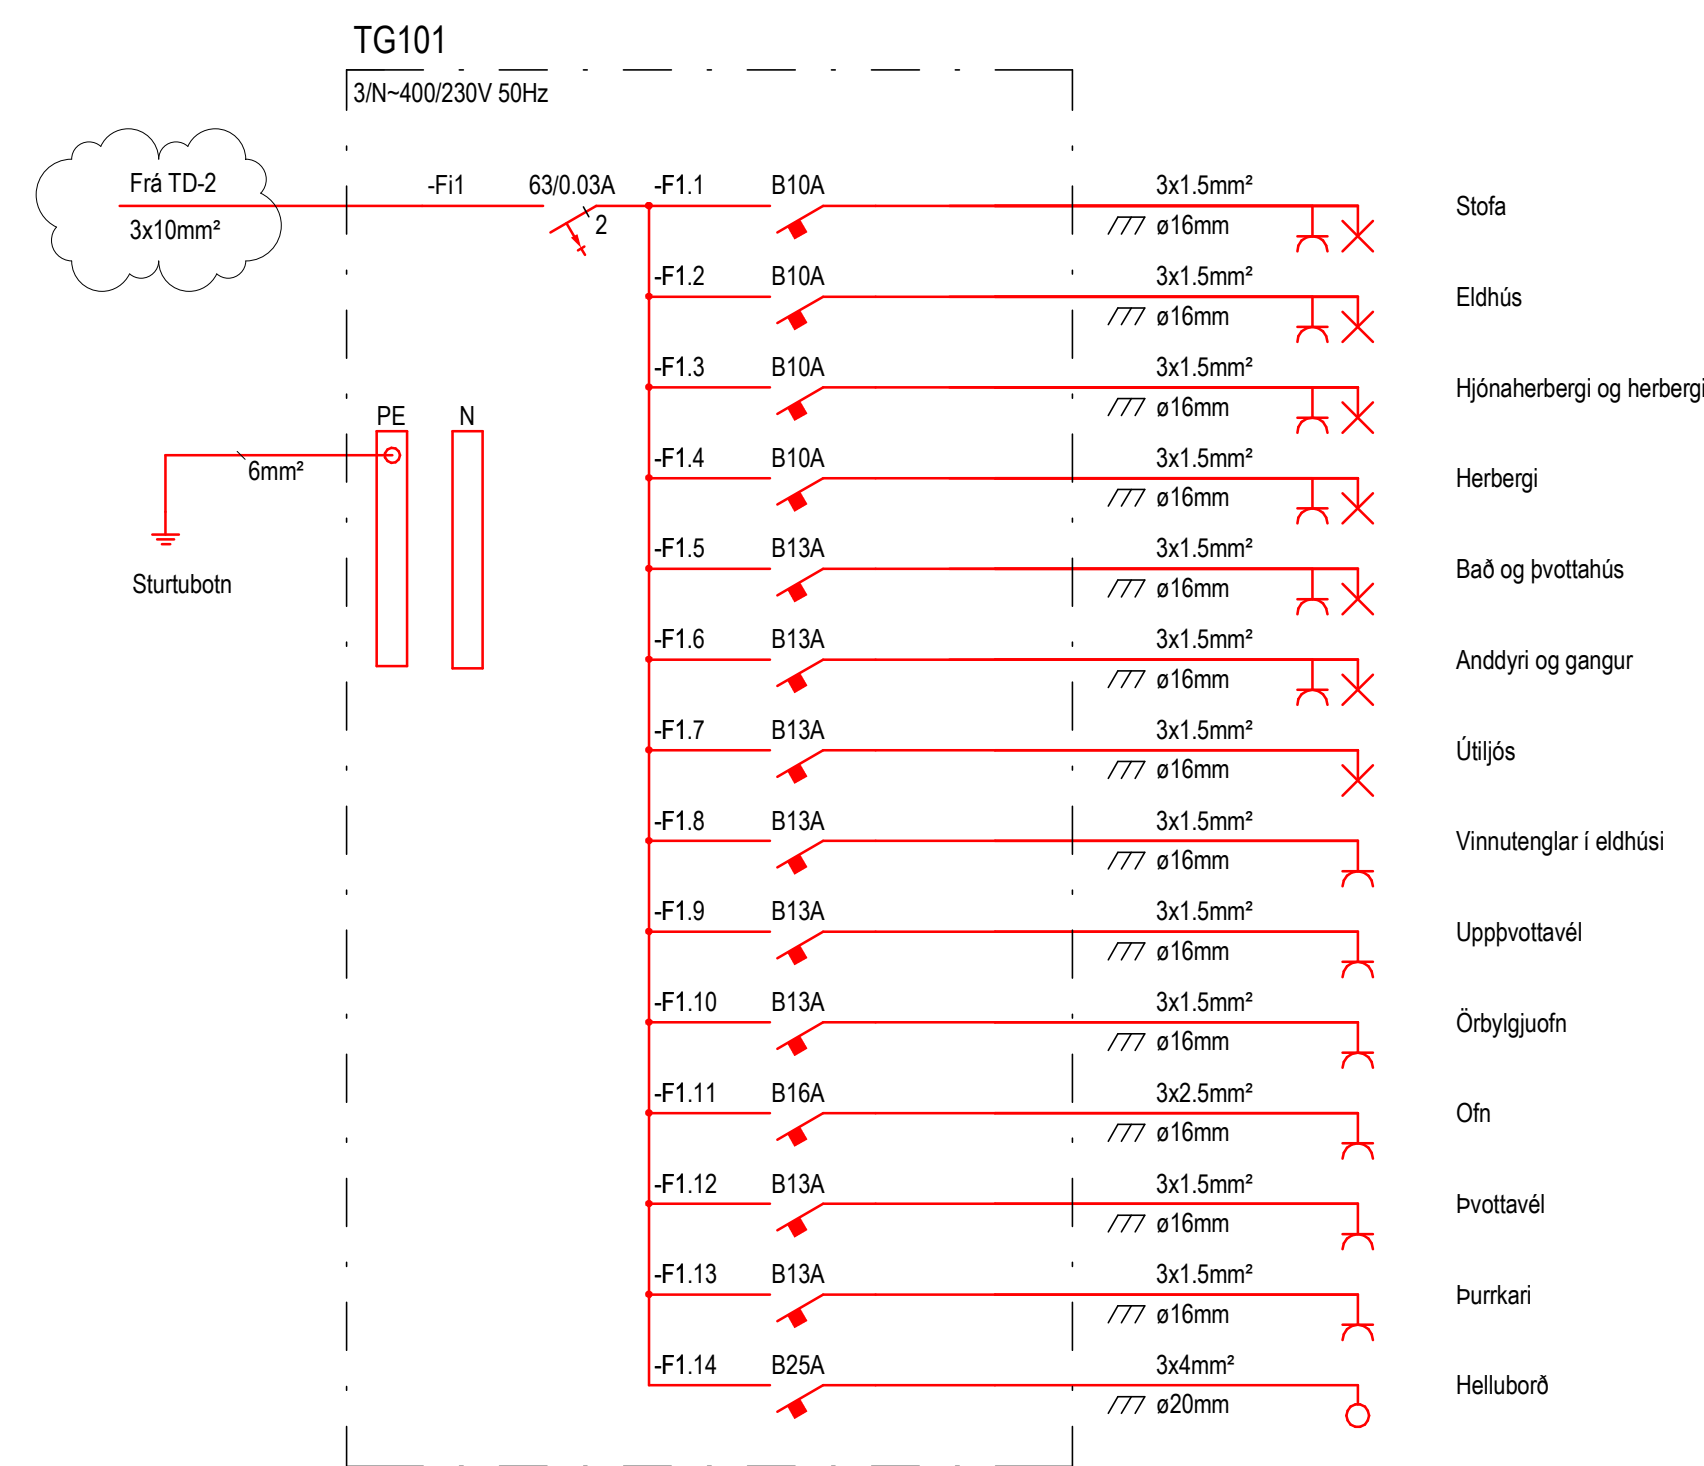 TG101
3/N~400/230V 50Hz
Frá TD-2
3x10mm²
-Fi1 63/0.03A
2
-F1.1 B10A 3x1.5mm²
ø16mm
Stofa
-F1.2 B10A 3x1.5mm²
ø16mm
Eldhús
-F1.3 B10A 3x1.5mm²
ø16mm
Hjónaherbergi og herbergi
PE N
6mm²
Sturtubotn
-F1.4 B10A 3x1.5mm²
ø16mm
Herbergi
-F1.5 B13A 3x1.5mm²
ø16mm
Bað og þvottahús
-F1.6 B13A 3x1.5mm²
ø16mm
Anddyri og gangur
-F1.7 B13A 3x1.5mm²
ø16mm
Útiljós
-F1.8 B13A 3x1.5mm²
ø16mm
Vinnutenglar í eldhúsi
-F1.9 B13A 3x1.5mm²
ø16mm
Uppþvottavél
-F1.10 B13A 3x1.5mm²
ø16mm
Örbylgjuofn
-F1.11 B16A 3x2.5mm²
ø16mm
Ofn
-F1.12 B13A 3x1.5mm²
ø16mm
Þvottavél
-F1.13 B13A 3x1.5mm²
ø16mm
Þurrkari
-F1.14 B25A 3x4mm²
ø20mm
Helluborð